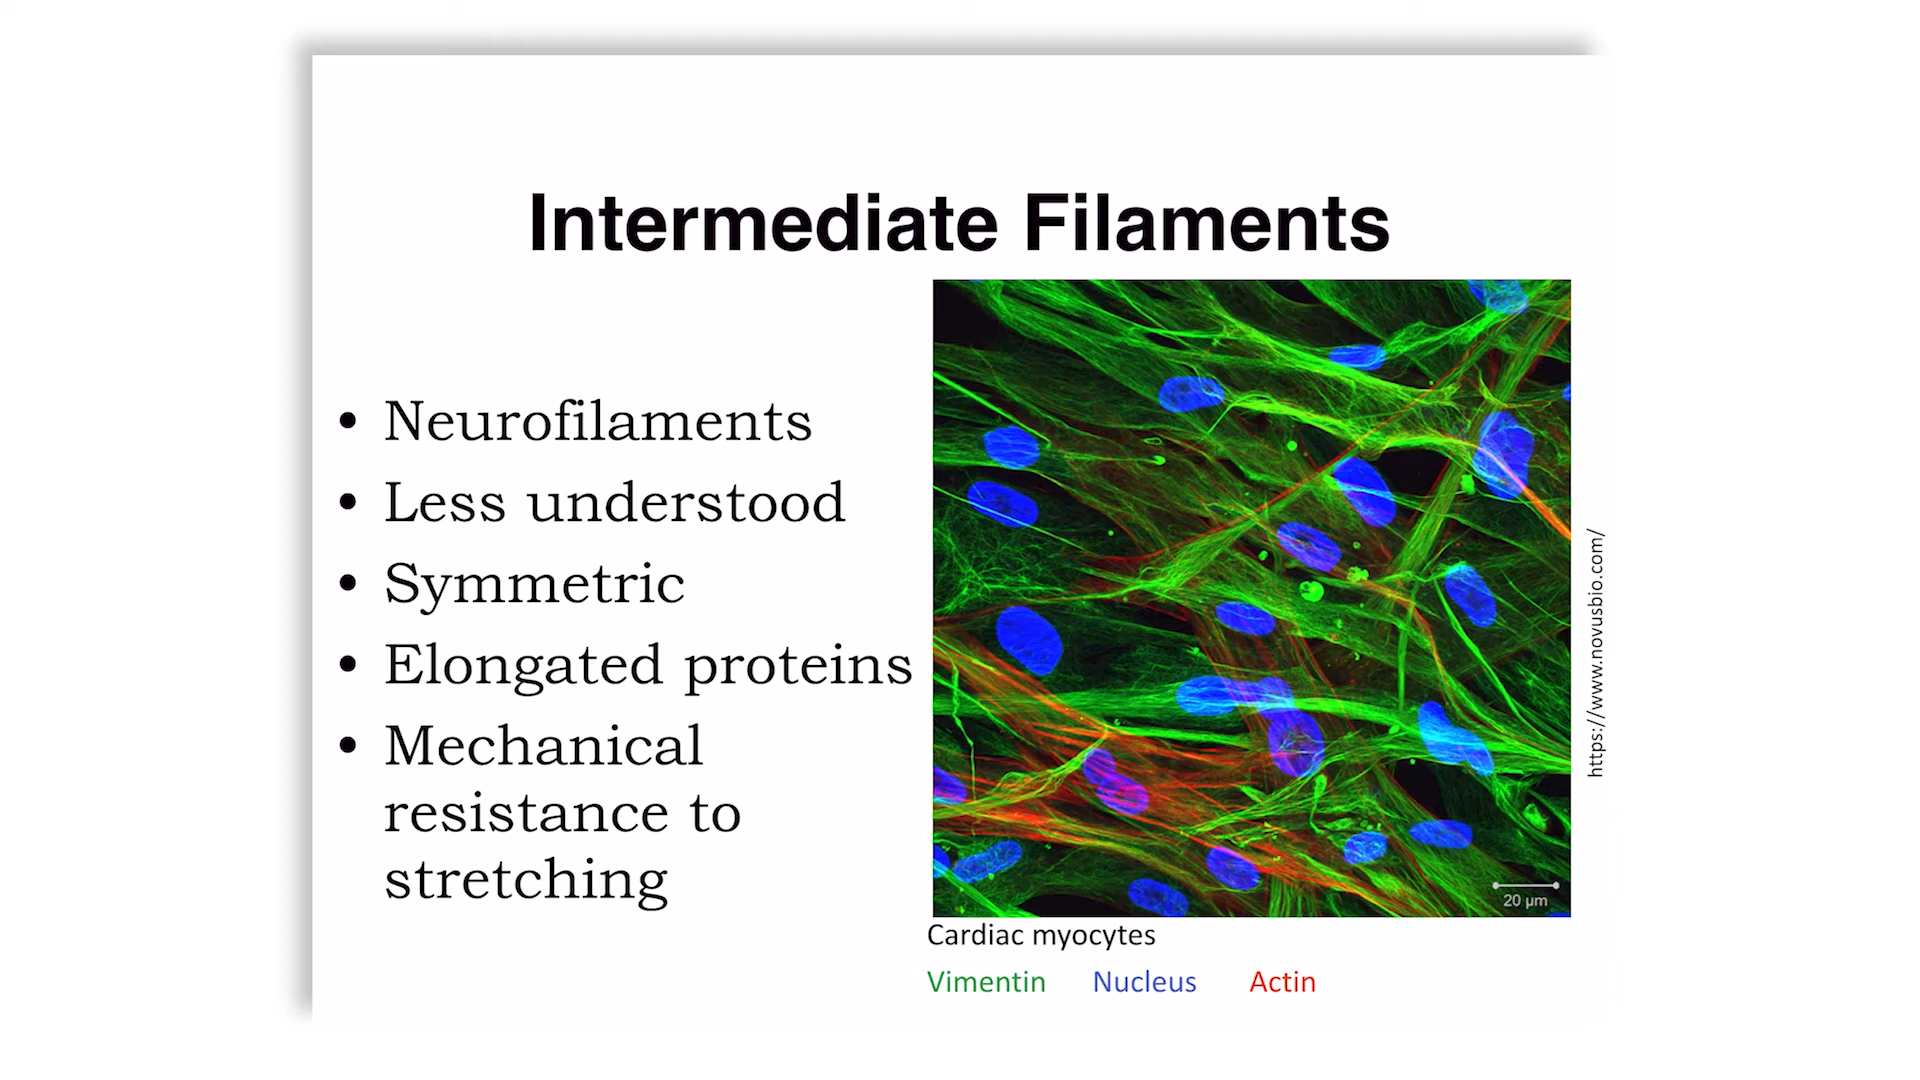 Intermediate Filaments
• Neurofilaments
• Less understood
• Symmetric
• Elongated proteins
• Mechanical
resistance to
stretching
20 µm
https://www.novusbio.com/
Cardiac myocytes
Vimentin Nucleus Actin